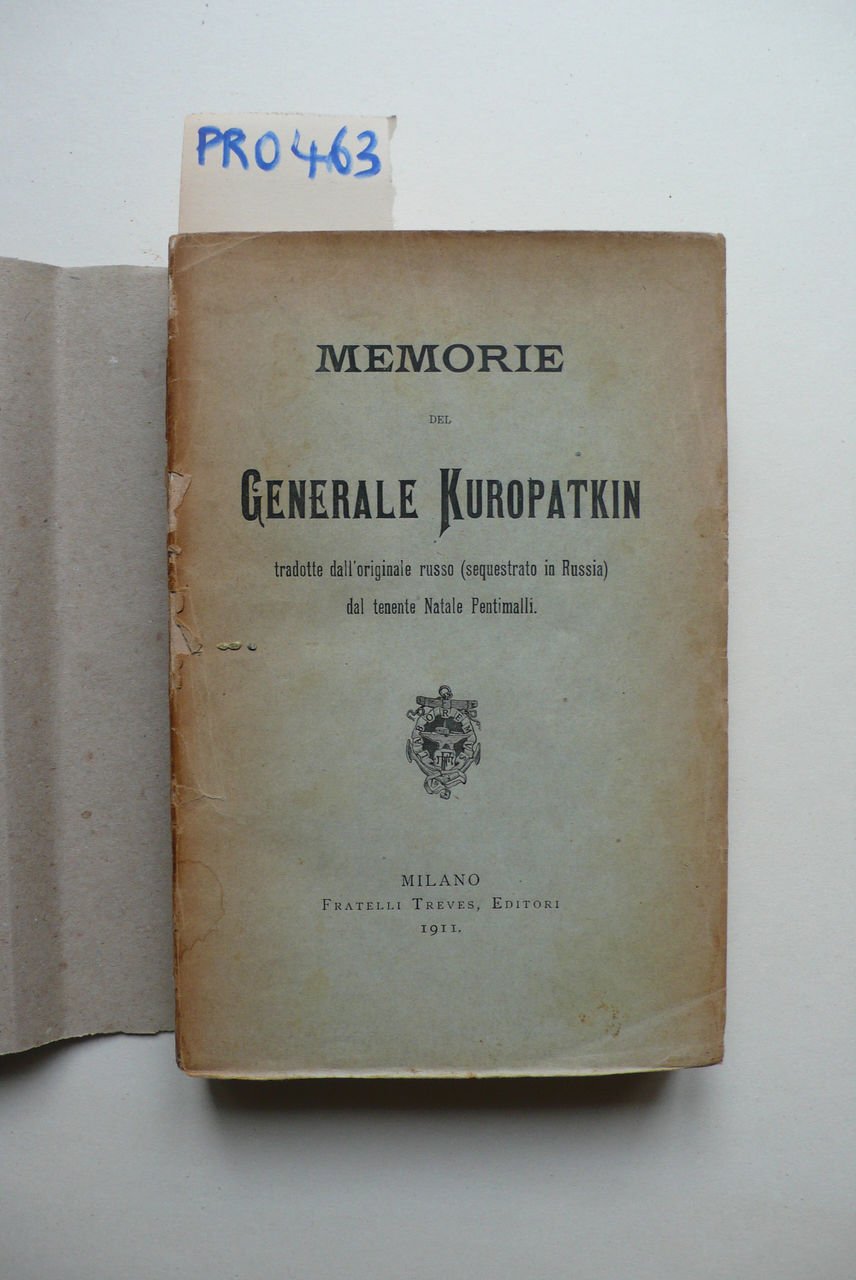 PRO463
MEMORIE
DEL
GENERALE KUROPATKIN
tradotte dall'originale russo (sequestrato in Russia)
dal tenente Natale Pentimalli.
LABOREMUS
MILANO
FRATELLI TREVES, EDITORI
1911.